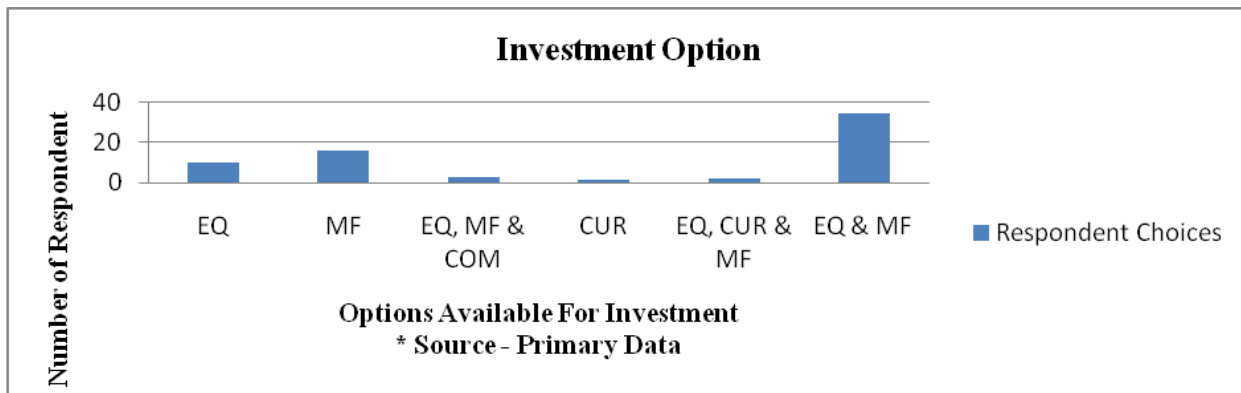 Investment Option
Number of Respondent
40
20
0
EQ
MF
EQ, MF &
COM
CUR
EQ, CUR &
MF
EQ & MF
Respondent Choices
Options Available For Investment
* Source - Primary Data